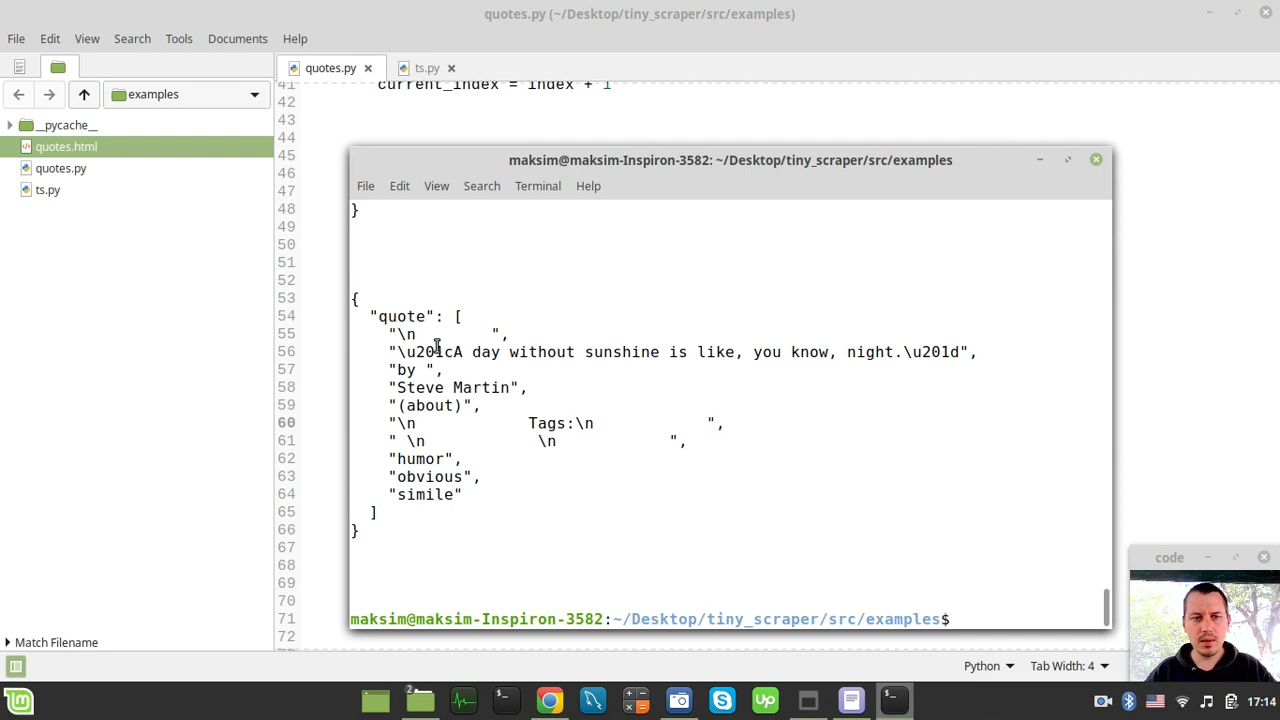 quotes.py (~/Desktop/tiny_scraper/src/examples)
File Edit View Search Tools Documents Help
quotes.py ts.py
examples
__pycache__
quotes.html
quotes.py
ts.py
41 current_index = index + 1
42
43
44
45
46
47
48
49
50
51
52
53
54
55
56
57
58
59
60
61
62
63
64
65
66
67
68
69
70
71
72
maksim@maksim-Inspiron-3582: ~/Desktop/tiny_scraper/src/examples
File Edit View Search Terminal Help
}
{
"quote": [
"\n        ",
"\u201cA day without sunshine is like, you know, night.\u201d",
"by ",
"Steve Martin",
"(about)",
"\n            Tags:\n            ",
" \n            \n            ",
"humor",
"obvious",
"simile"
]
}
maksim@maksim-Inspiron-3582:~/Desktop/tiny_scraper/src/examples$
code
Match Filename
Python Tab Width: 4
2
Up
17:14